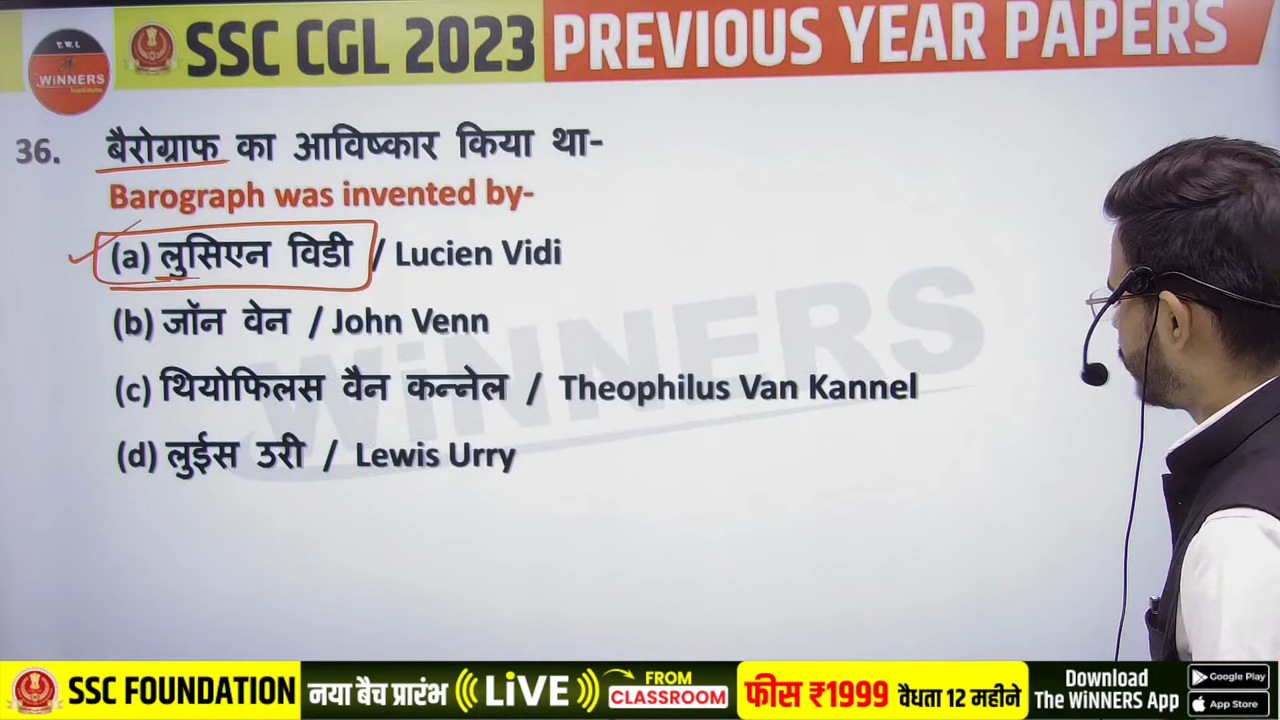 ए. W. I.
WiNNERS
Institute
SSC CGL 2023 PREVIOUS YEAR PAPERS
36. बैरोग्राफ का आविष्कार किया था-
Barograph was invented by-
(a) लुसिएन विडी / Lucien Vidi
(b) जॉन वेन / John Venn
(c) थियोफिलस वैन कन्नेल / Theophilus Van Kannel
(d) लुईस उरी / Lewis Urry
WiNNERS
SSC FOUNDATION नया बैच प्रारंभ LiVE FROM CLASSROOM फीस ₹1999 वैधता 12 महीने Download The WiNNERS App Google Play App Store